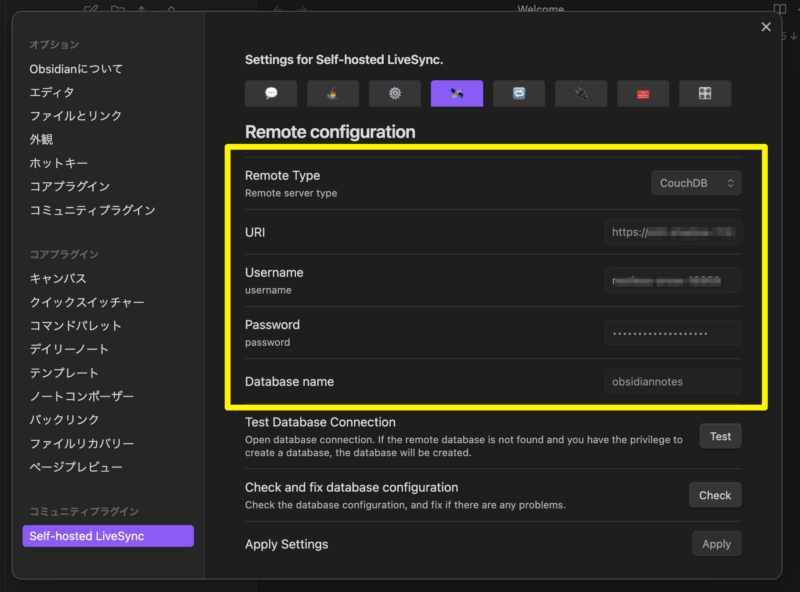 Welcome
オプション
Obsidianについて
エディタ
ファイルとリンク
外観
ホットキー
コアプラグイン
コミュニティプラグイン
コアプラグイン
キャンバス
クイックスイッチャー
コマンドパレット
デイリーノート
テンプレート
ノートコンポーザー
バックリンク
ファイルリカバリー
ページプレビュー
コミュニティプラグイン
Self-hosted LiveSync
Settings for Self-hosted LiveSync.
Remote configuration
Remote Type
Remote server type
CouchDB
URI
https://
Username
username
Password
password
Database name
obsidiannotes
Test Database Connection
Open database connection. If the remote database is not found and you have the privilege to
create a database, the database will be created.
Test
Check and fix database configuration
Check the database configuration, and fix if there are any problems.
Check
Apply Settings
Apply